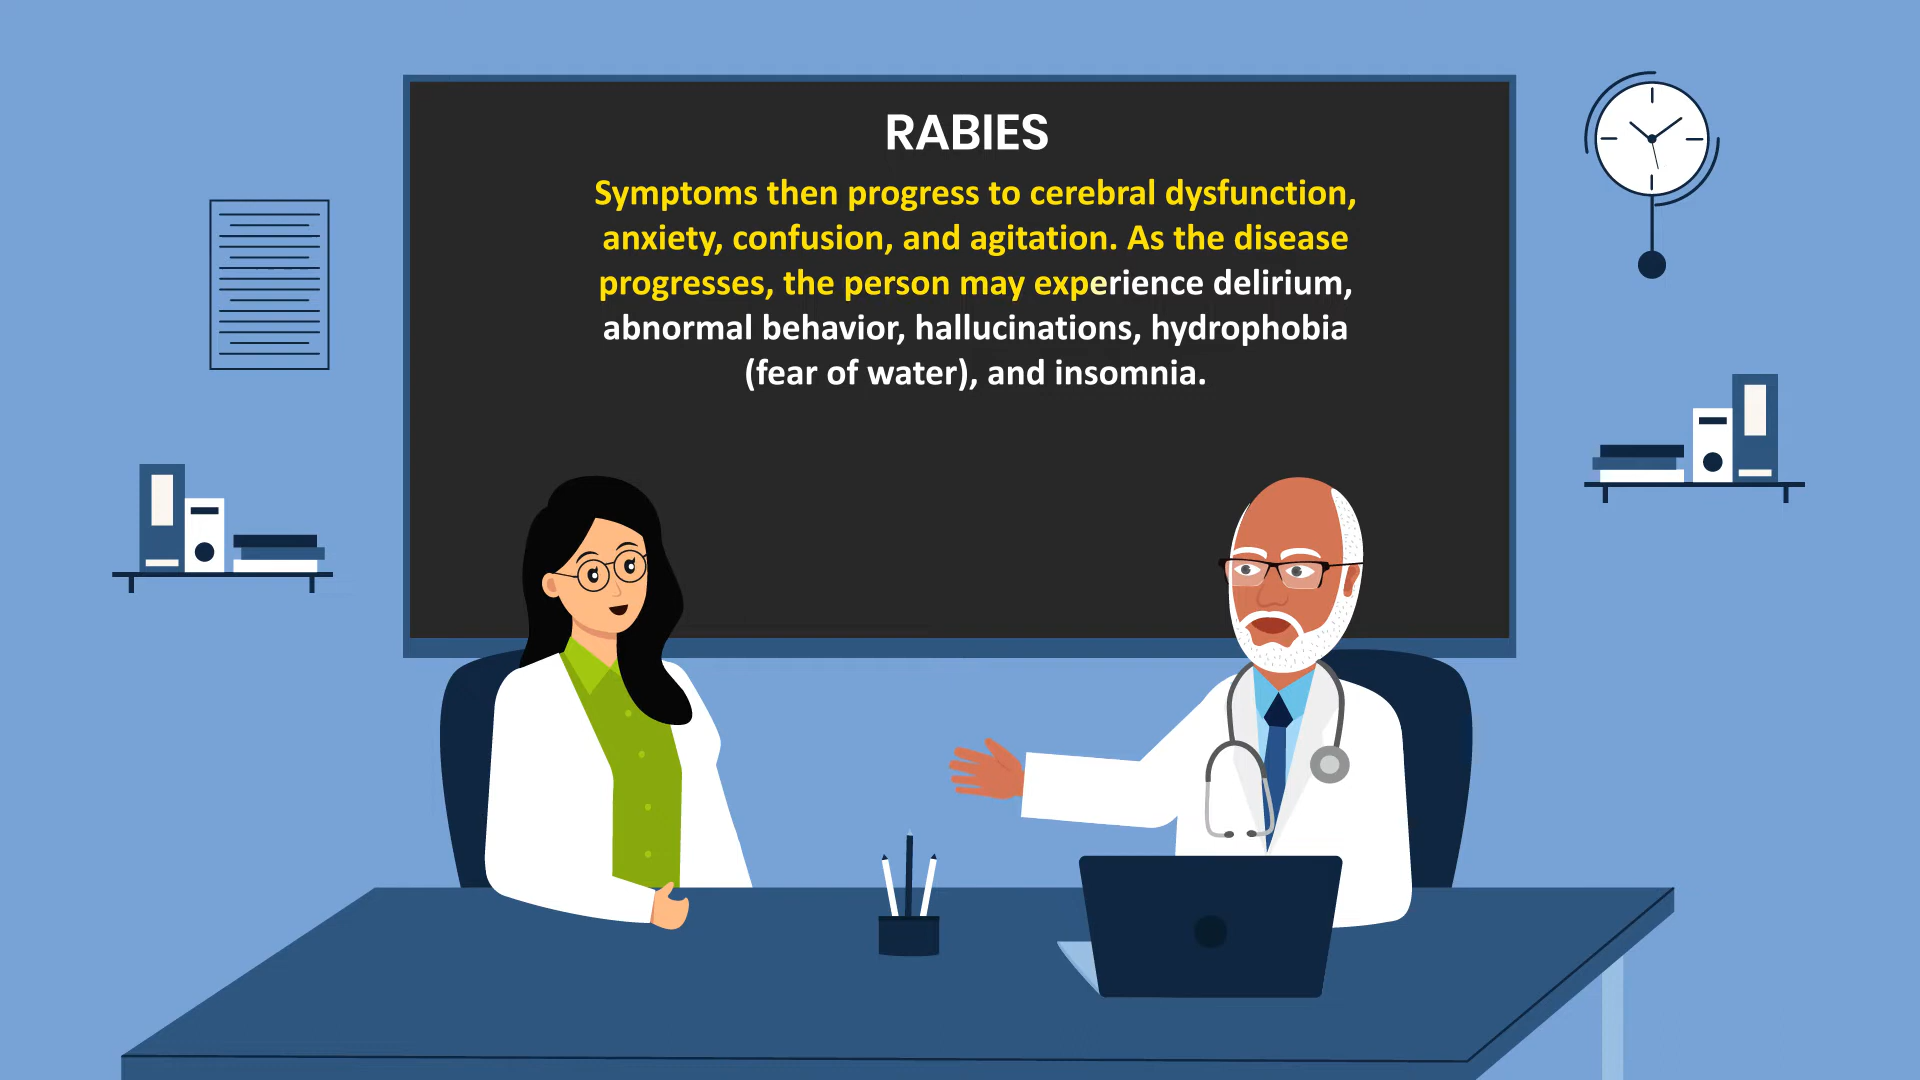 RABIES
Symptoms then progress to cerebral dysfunction,
anxiety, confusion, and agitation. As the disease
progresses, the person may experience delirium,
abnormal behavior, hallucinations, hydrophobia
(fear of water), and insomnia.